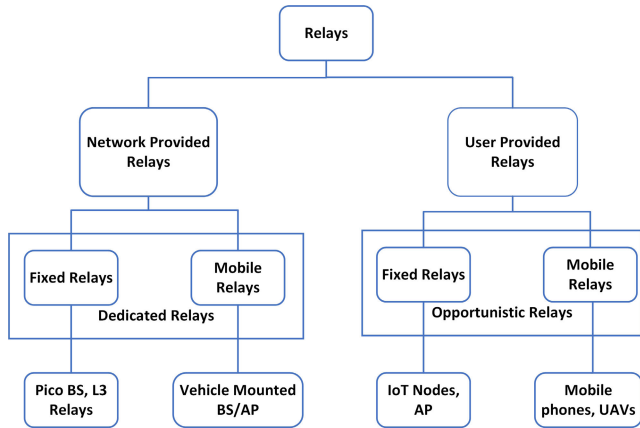 Relays
Network Provided
Relays
User Provided
Relays
Fixed Relays
Mobile
Relays
Dedicated Relays
Fixed Relays
Mobile
Relays
Opportunistic Relays
Pico BS, L3
Relays
Vehicle Mounted
BS/AP
IoT Nodes,
AP
Mobile
phones, UAVs